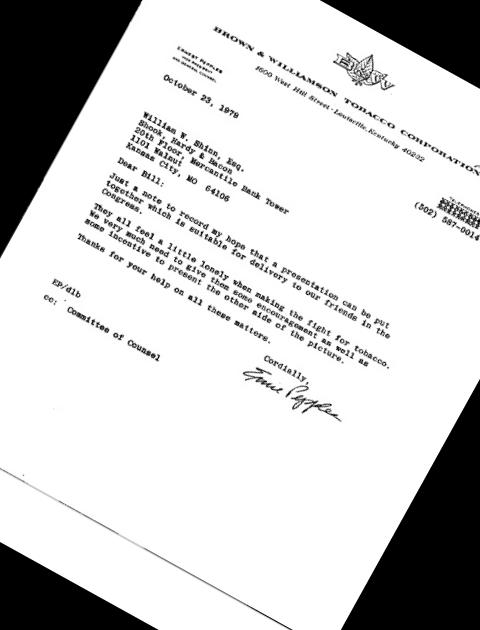 BROWN & WILLIAMSON TOBACCO CORPORATION
1600 West Hill Street · Louisville, Kentucky 40232
ERNEST PEPPLES
VICE PRESIDENT
AND GENERAL COUNSEL
October 23, 1979
(502) 587-0014
William W. Shinn, Esq.
Shook, Hardy & Bacon
20th Floor, Mercantile Bank Tower
1101 Walnut
Kansas City, MO 64106
Dear Bill:
Just a note to record my hope that a presentation can be put
together which is suitable for delivery to our friends in the
Congress.
They all feel a little lonely when making the fight for tobacco.
We very much need to give them some encouragement as well as
some incentive to present the other side of the picture.
Thanks for your help on all these matters.
Cordially,
Ernie Pepples
EP/dlb
cc: Committee of Counsel